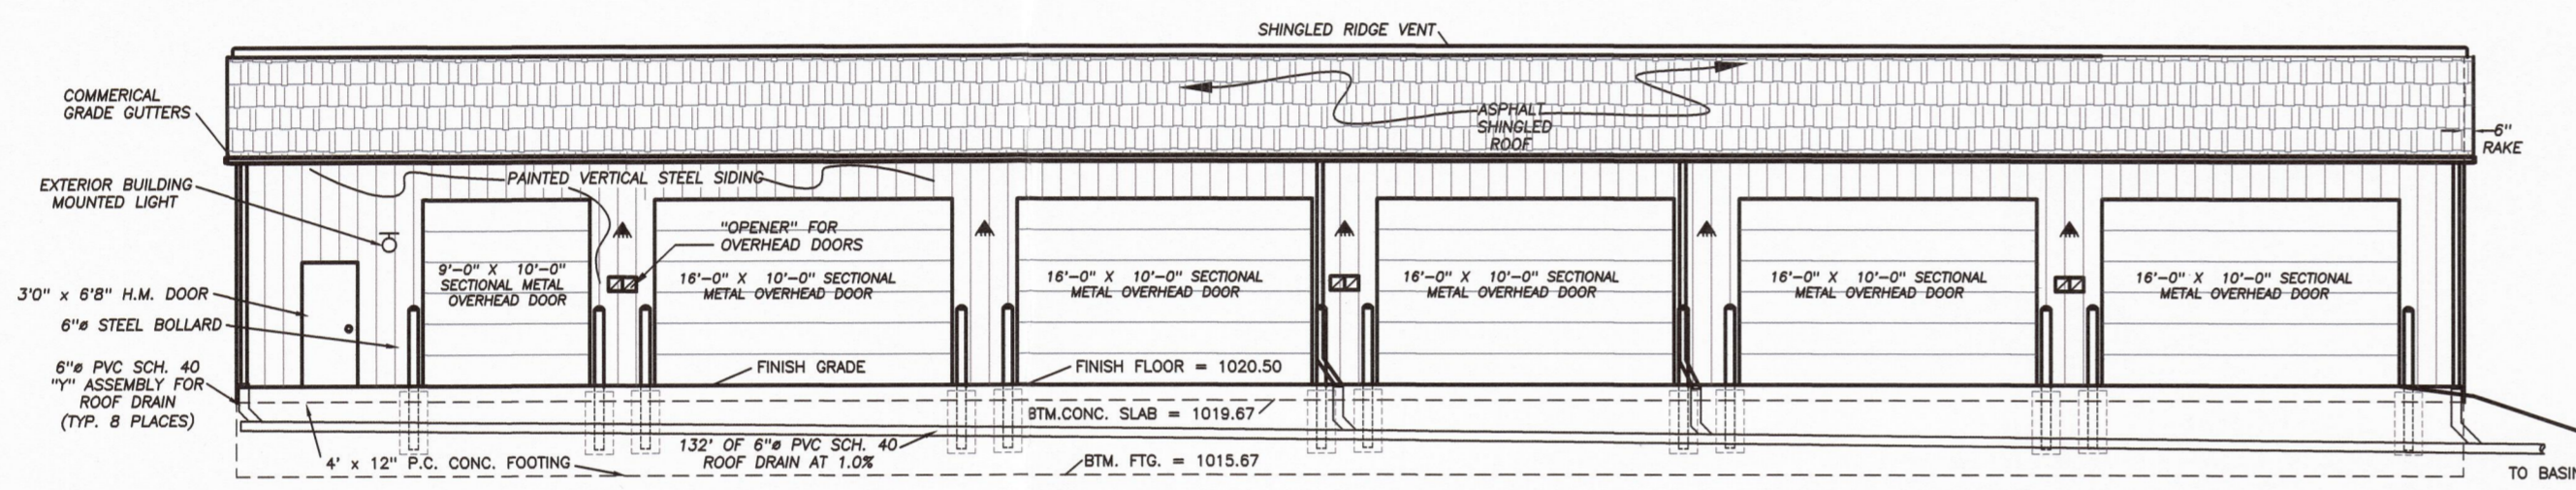 SHINGLED RIDGE VENT
COMMERICAL
GRADE GUTTERS
ASPHALT
SHINGLED
ROOF
6"
RAKE
EXTERIOR BUILDING
MOUNTED LIGHT
PAINTED VERTICAL STEEL SIDING
"OPENER" FOR
OVERHEAD DOORS
9'-0" X 10'-0"
SECTIONAL METAL
OVERHEAD DOOR
16'-0" X 10'-0" SECTIONAL
METAL OVERHEAD DOOR
16'-0" X 10'-0" SECTIONAL
METAL OVERHEAD DOOR
16'-0" X 10'-0" SECTIONAL
METAL OVERHEAD DOOR
16'-0" X 10'-0" SECTIONAL
METAL OVERHEAD DOOR
16'-0" X 10'-0" SECTIONAL
METAL OVERHEAD DOOR
3'0" x 6'8" H.M. DOOR
6"ø STEEL BOLLARD
6"ø PVC SCH. 40
"Y" ASSEMBLY FOR
ROOF DRAIN
(TYP. 8 PLACES)
FINISH GRADE
FINISH FLOOR = 1020.50
BTM.CONC. SLAB = 1019.67
132' OF 6"ø PVC SCH. 40
ROOF DRAIN AT 1.0%
4' x 12" P.C. CONC. FOOTING
BTM. FTG. = 1015.67
TO BASIN